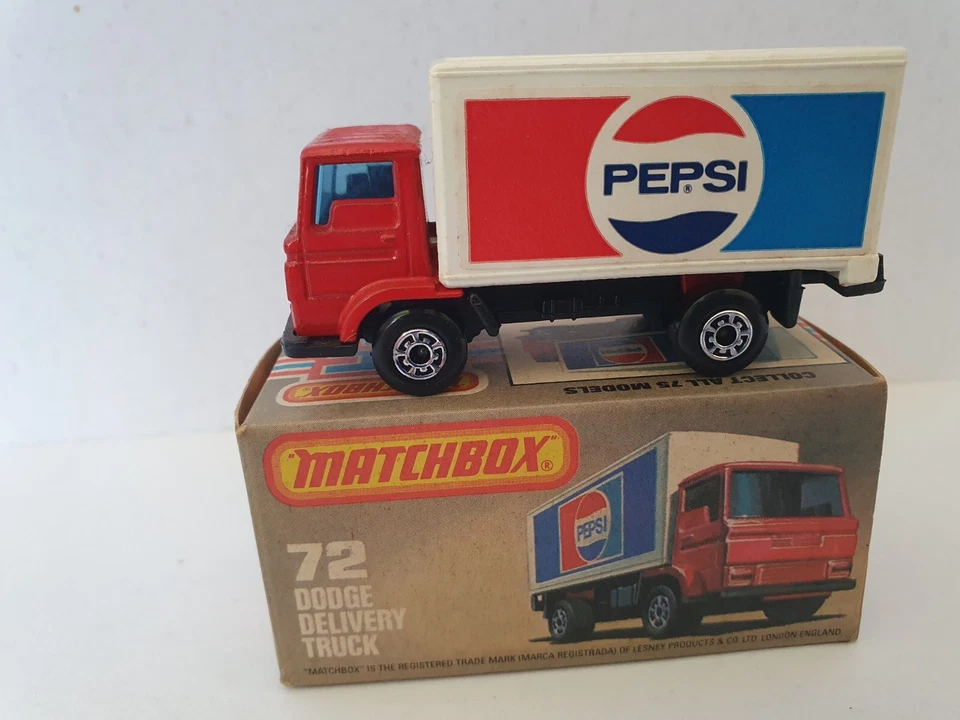 PEPSI
®
MATCHBOX
COLLECT ALL 75 MODELS
"MATCHBOX"®
PEPSI
72
DODGE
DELIVERY
TRUCK
"MATCHBOX" IS THE REGISTERED TRADE MARK (MARCA REGISTRADA) OF LESNEY PRODUCTS & CO. LTD. LONDON ENGLAND